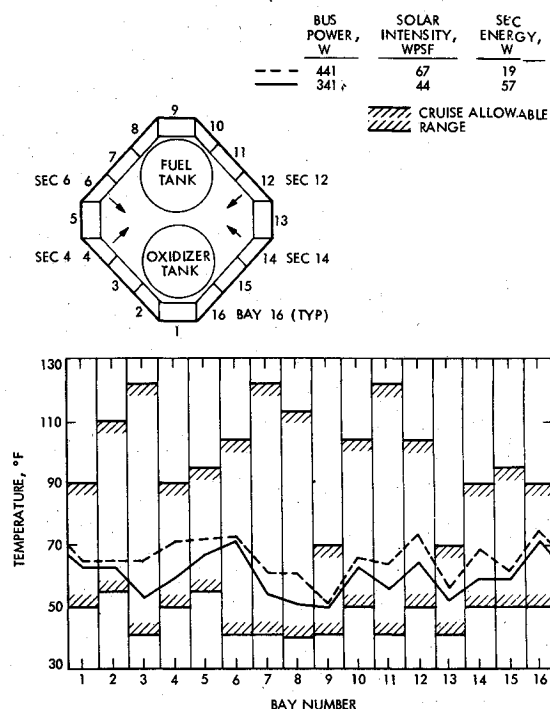 BUS POWER, W
SOLAR INTENSITY, WPSF
SEC ENERGY, W
441 67 19
341 44 57
CRUISE ALLOWABLE
RANGE
9
8 10
7 11
6 12
SEC 6 SEC 12
5 13
SEC 4 4 14 SEC 14
3 15
2 16 BAY 16 (TYP)
1
FUEL
TANK
OXIDIZER
TANK
TEMPERATURE, °F
130
110
90
70
50
30
1 2 3 4 5 6 7 8 9 10 11 12 13 14 15 16
BAY NUMBER